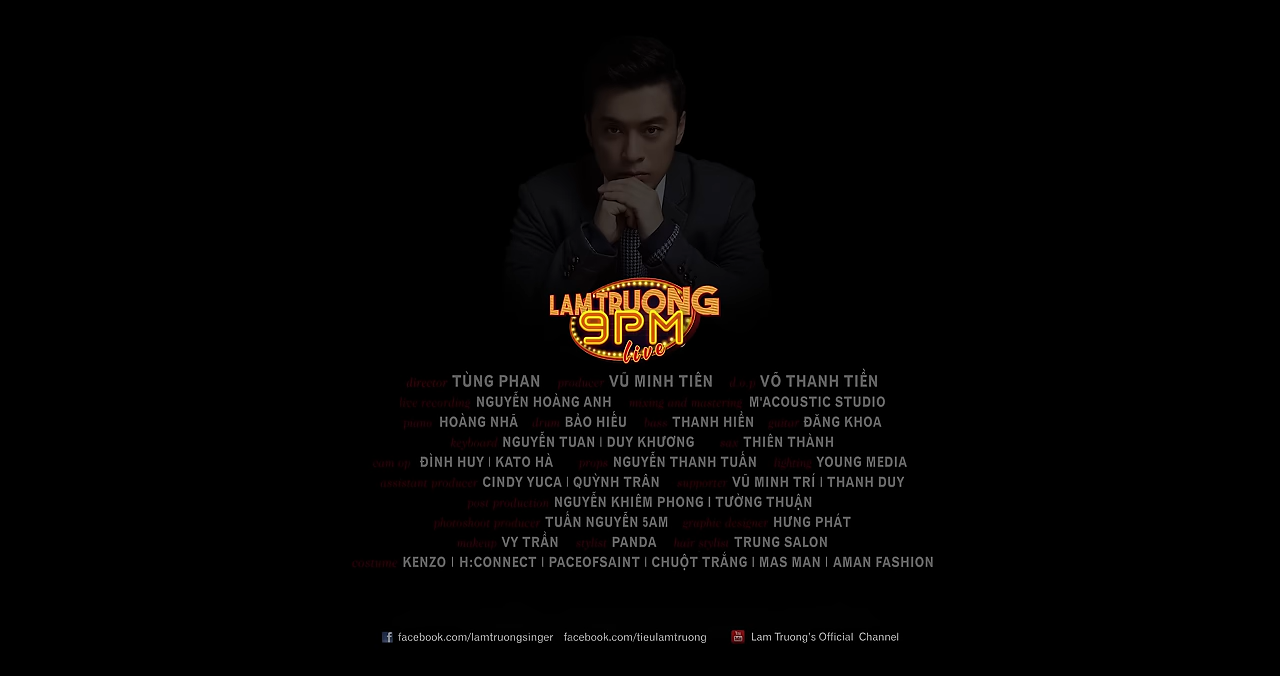 LAM TRUONG
9PM
live
director TÙNG PHAN producer VŨ MINH TIÊN d.o.p VÕ THANH TIỀN
live recording NGUYỄN HOÀNG ANH mixing and mastering M'ACOUSTIC STUDIO
piano HOÀNG NHÃ drum BẢO HIẾU bass THANH HIỂN guitar ĐĂNG KHOA
keyboard NGUYỄN TUAN | DUY KHƯƠNG sax THIÊN THÀNH
ĐÌNH HUY | KATO HÀ props NGUYỄN THANH TUẤN lighting YOUNG MEDIA
assistant producer CINDY YUCA | QUỲNH TRÂN supporter VŨ MINH TRÍ | THANH DUY
post production NGUYỄN KHIÊM PHONG | TƯỜNG THUẬN
photoshoot producer TUẤN NGUYỄN 5AM graphic designer HƯNG PHÁT
makeup VY TRẦN stylist PANDA hair stylist TRUNG SALON
costume KENZO | H:CONNECT | PACEOFSAINT | CHUỘT TRẮNG | MAS MAN | AMAN FASHION
facebook.com/lamtruongsinger facebook.com/tieulamtruong Lam Truong's Official Channel